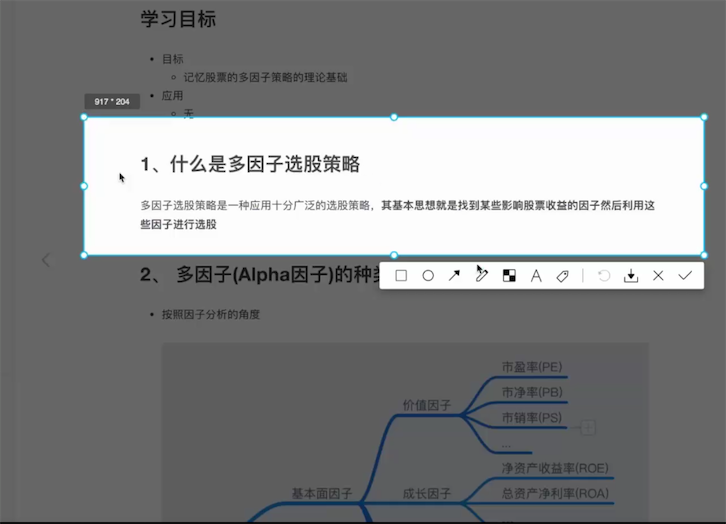 学习目标
目标
记忆股票的多因子策略的理论基础
917 * 204
应用
无
1、什么是多因子选股策略
多因子选股策略是一种应用十分广泛的选股策略，其基本思想就是找到某些影响股票收益的因子然后利用这
些因子进行选股
2、 多因子(Alpha因子)的种
A
按照因子分析的角度
市盈率(PE)
市净率(PB)
价值因子
市销率(PS)
...
净资产收益率(ROE)
基本面因子
成长因子
总资产净利率(ROA)